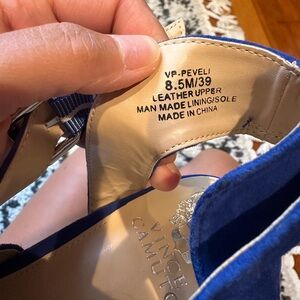 VP-PEVELI
8.5M/39
LEATHER UPPER
MAN MADE LINING/SOLE
MADE IN CHINA
VINCE
CAMUTO